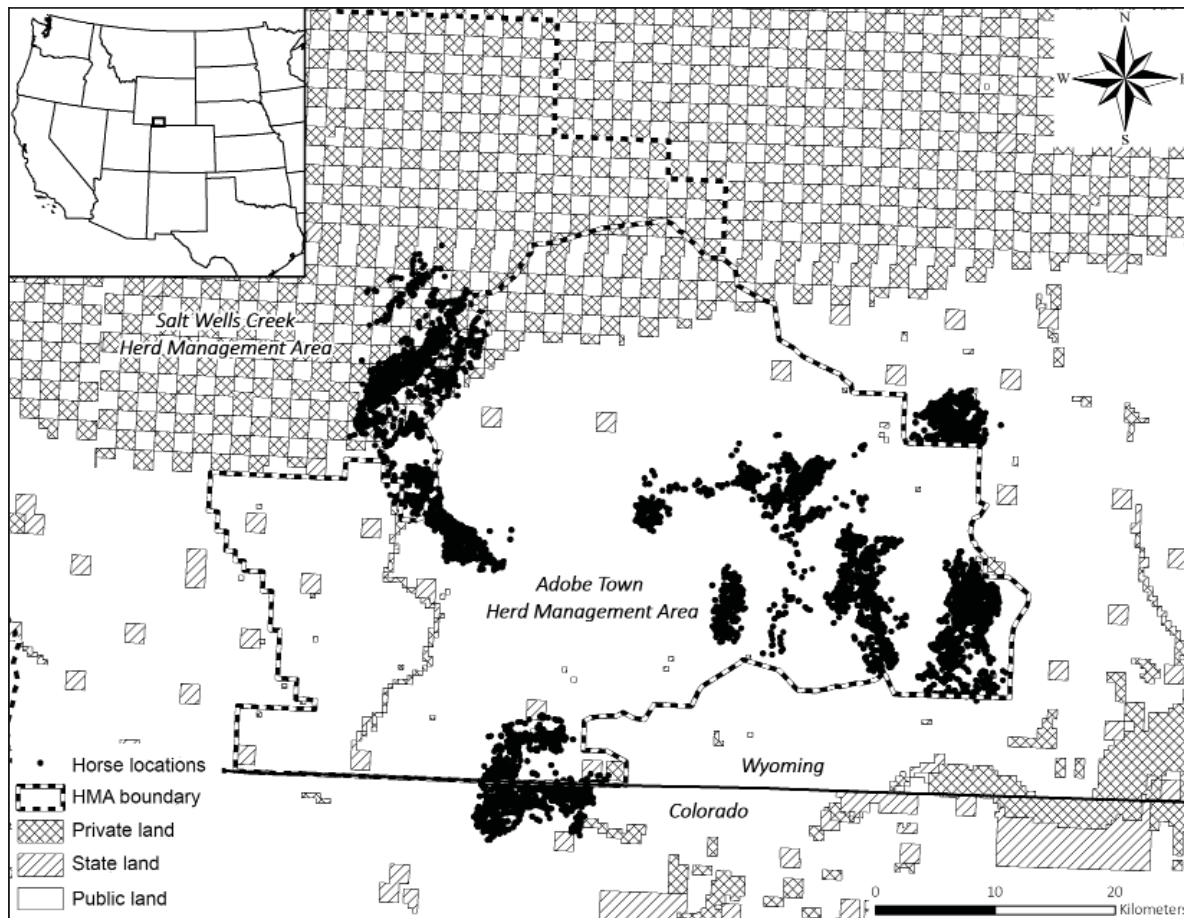 N
W
E
S
Salt Wells Creek
Herd Management Area
Adobe Town
Herd Management Area
Wyoming
Colorado
Horse locations
HMA boundary
Private land
State land
Public land
0 10 20
Kilometers